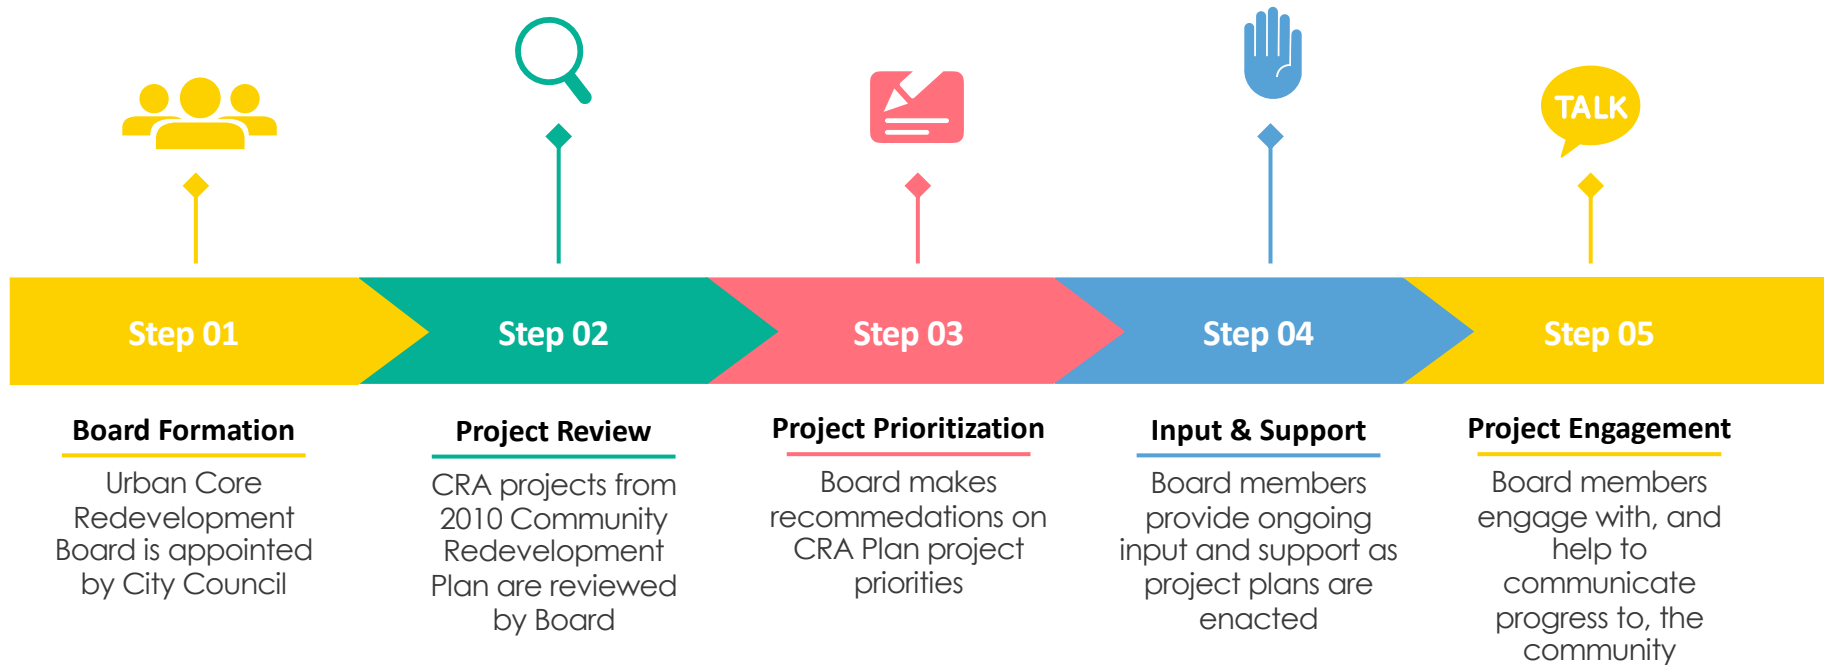 TALK
Step 01
Step 02
Step 03
Step 04
Step 05
Board Formation
Urban Core
Redevelopment
Board is appointed
by City Council
Project Review
CRA projects from
2010 Community
Redevelopment
Plan are reviewed
by Board
Project Prioritization
Board makes
recommedations on
CRA Plan project
priorities
Input & Support
Board members
provide ongoing
input and support as
project plans are
enacted
Project Engagement
Board members
engage with, and
help to
communicate
progress to, the
community